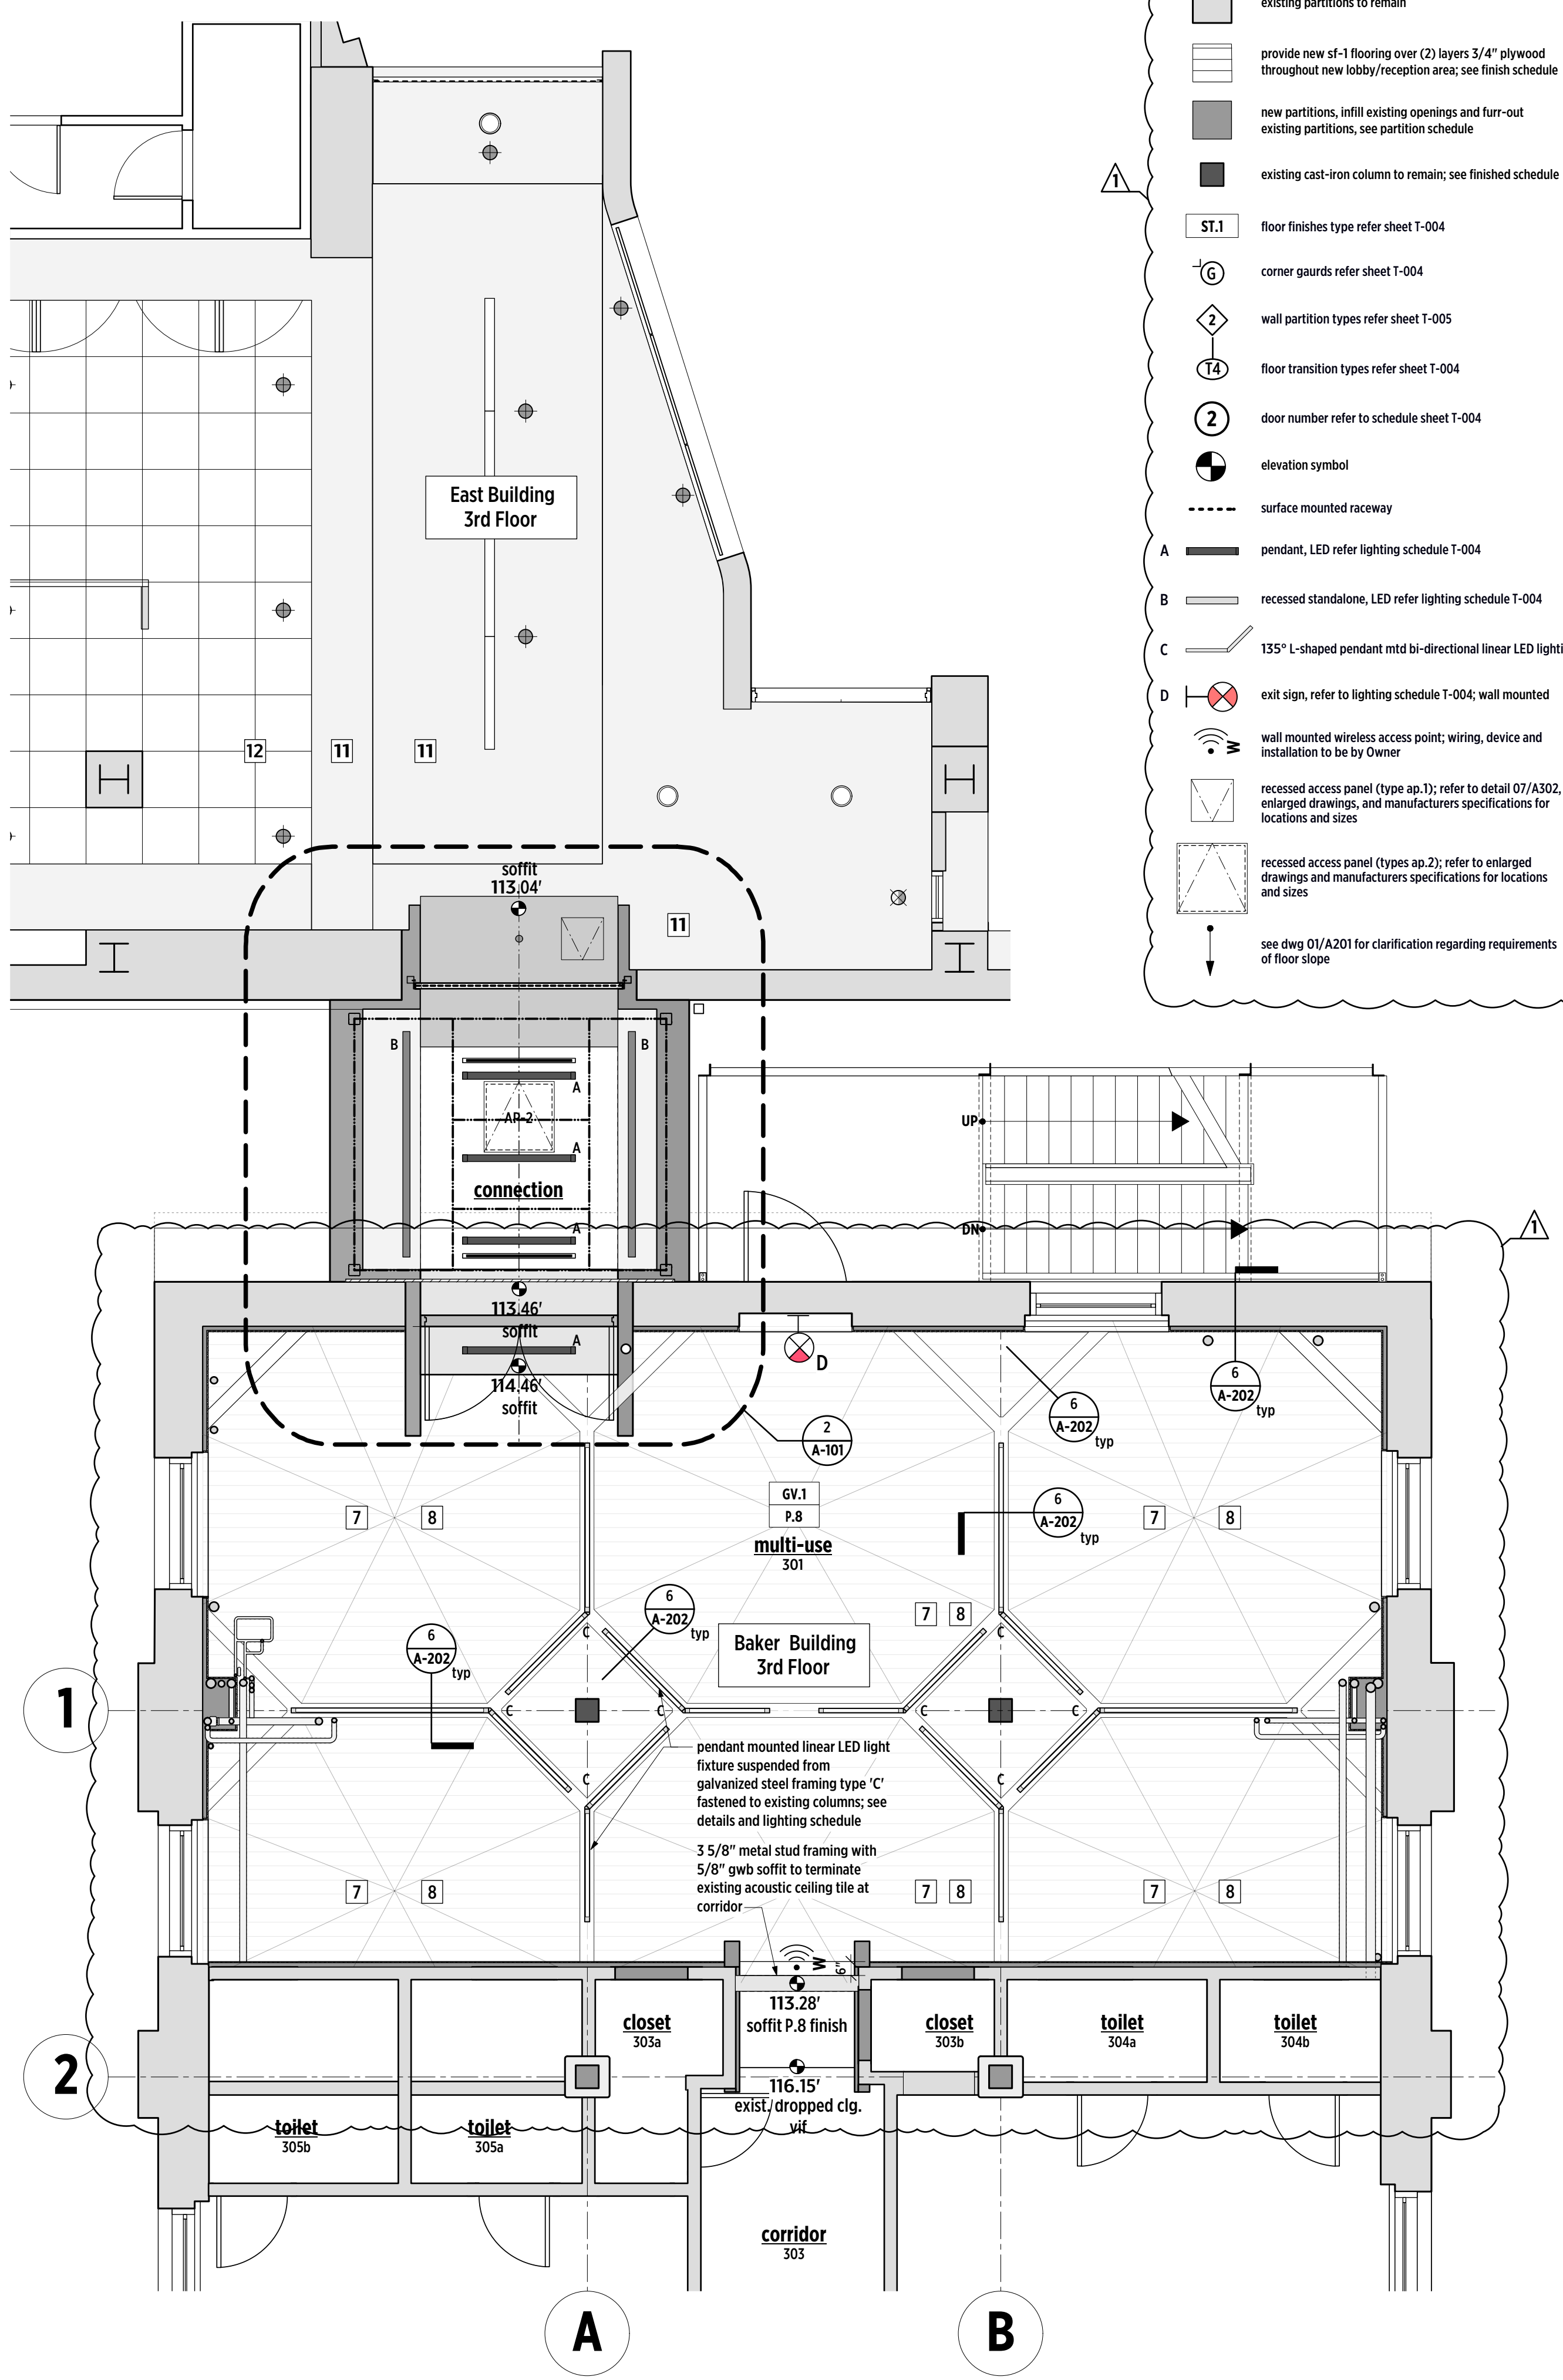 existing partitions to remain
provide new sf-1 flooring over (2) layers 3/4" plywood
throughout new lobby/reception area; see finish schedule
new partitions, infill existing openings and furr-out
existing partitions, see partition schedule
existing cast-iron column to remain; see finished schedule
1
ST.1
floor finishes type refer sheet T-004
G
corner gaurds refer sheet T-004
2
wall partition types refer sheet T-005
T4
floor transition types refer sheet T-004
2
door number refer to schedule sheet T-004
elevation symbol
surface mounted raceway
A
pendant, LED refer lighting schedule T-004
B
recessed standalone, LED refer lighting schedule T-004
C
135° L-shaped pendant mtd bi-directional linear LED lighti
D
exit sign, refer to lighting schedule T-004; wall mounted
W
wall mounted wireless access point; wiring, device and
installation to be by Owner
recessed access panel (type ap.1); refer to detail 07/A302,
enlarged drawings, and manufacturers specifications for
locations and sizes
recessed access panel (types ap.2); refer to enlarged
drawings and manufacturers specifications for locations
and sizes
see dwg 01/A201 for clarification regarding requirements
of floor slope
East Building
3rd Floor
12
11
11
soffit
113.04'
11
B
B
A
AP-2
A
connection
A
UP
DN
1
113.46'
soffit
A
114.46'
soffit
D
6
A-202
typ
6
A-202
typ
2
A-101
7
8
GV.1
P.8
multi-use
301
6
A-202
typ
7
8
6
A-202
typ
7
8
Baker Building
3rd Floor
6
A-202
typ
C
C
1
C
C
C
C
pendant mounted linear LED light
fixture suspended from
galvanized steel framing type 'C'
fastened to existing columns; see
details and lighting schedule
C
C
3 5/8" metal stud framing with
5/8" gwb soffit to terminate
existing acoustic ceiling tile at
corridor
7
8
7
8
7
8
W
6"
113.28'
soffit P.8 finish
closet
303a
closet
303b
toilet
304a
toilet
304b
2
116.15'
exist. dropped clg.
vif
toilet
305b
toilet
305a
corridor
303
A
B